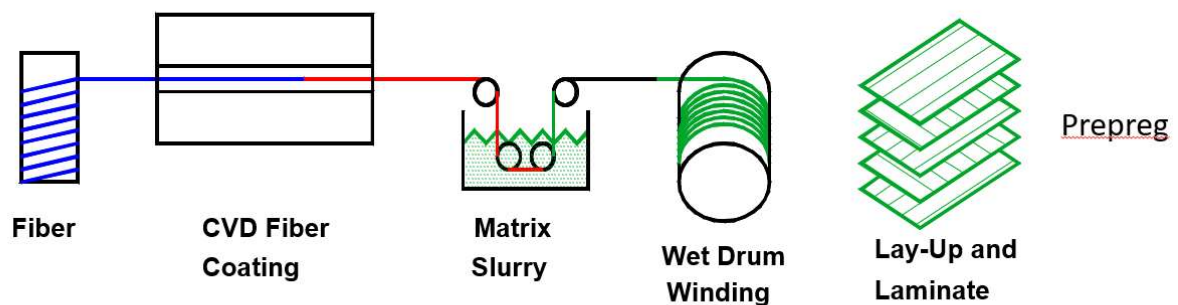 Fiber
CVD Fiber
Coating
Matrix
Slurry
Wet Drum
Winding
Lay-Up and
Laminate
Prepreg